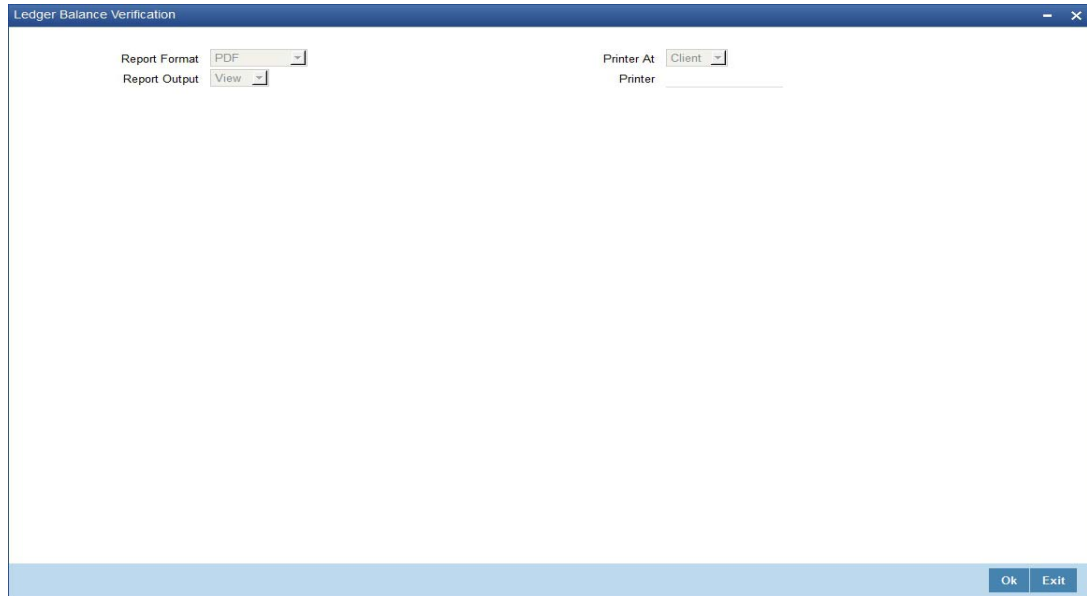 Ledger Balance Verification
Report Format PDF Printer At Client
Report Output View Printer
Ok Exit